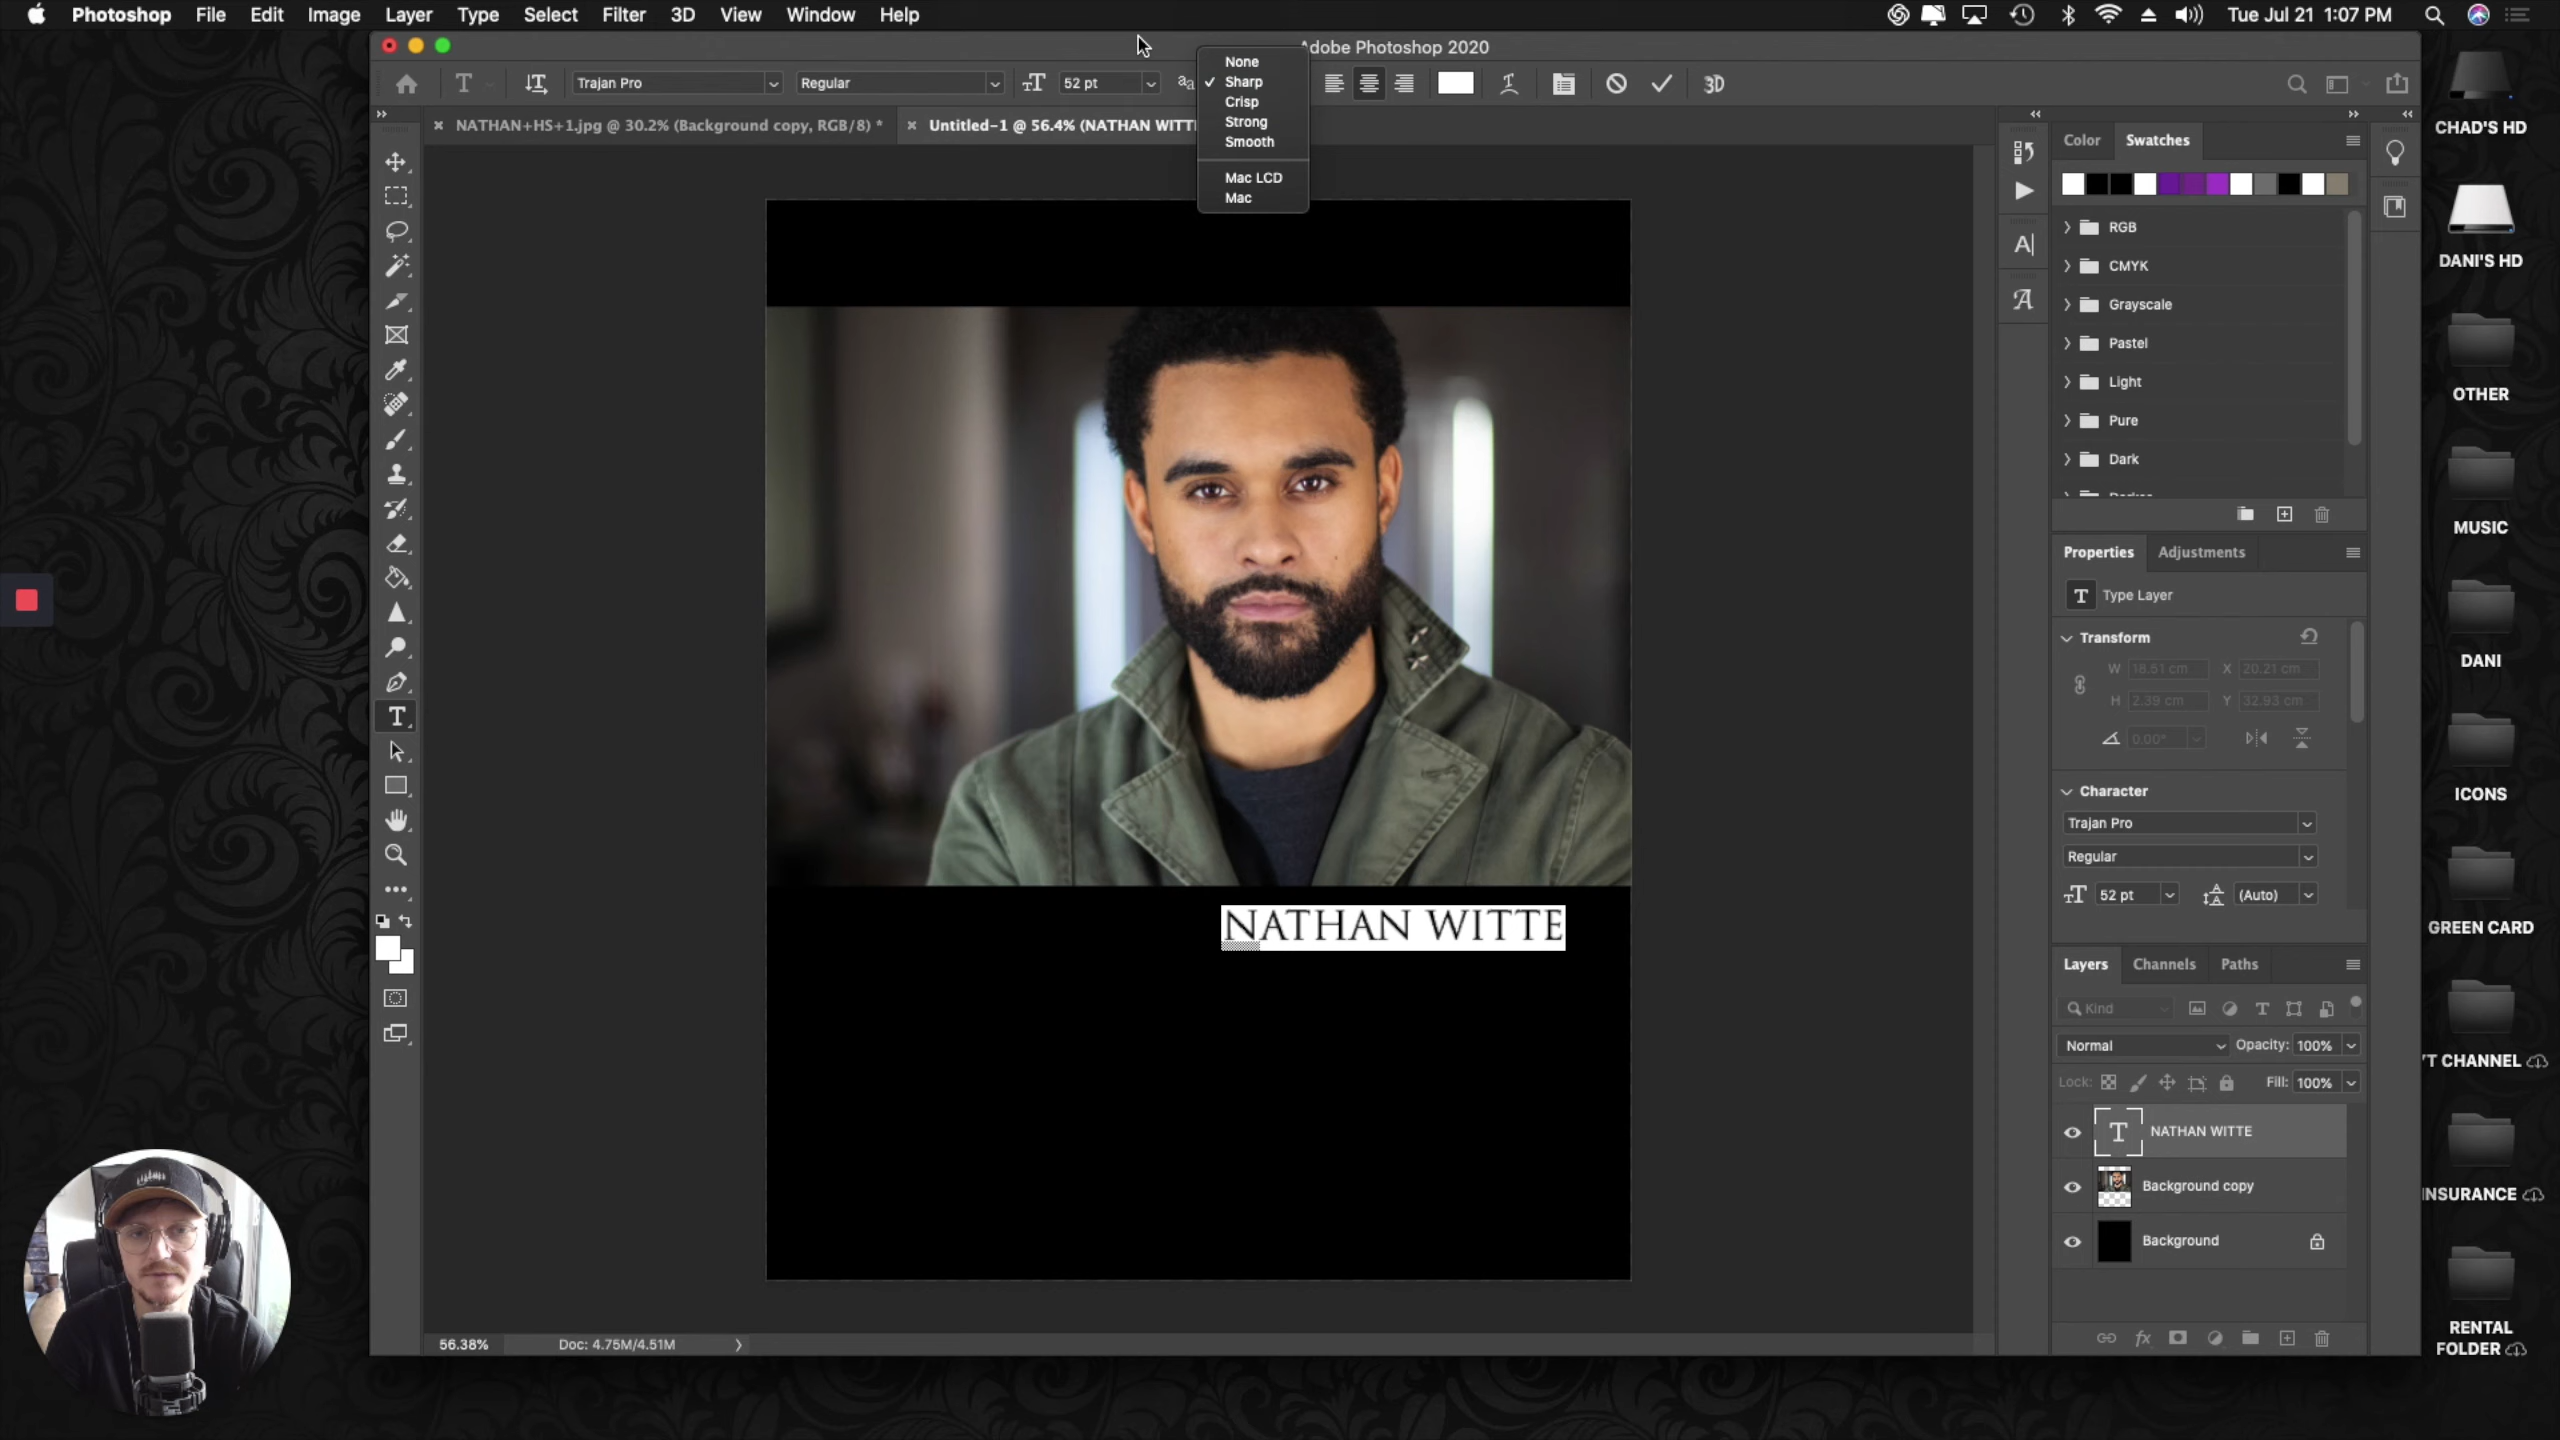 Photoshop File Edit Image Layer Type Select Filter 3D View Window Help
Tue Jul 21 1:07 PM
Adobe Photoshop 2020
T Trajan Pro Regular 52 pt 3D
None
Sharp
Crisp
Strong
Smooth
Mac LCD
Mac
NATHAN+HS+1.jpg @ 30.2% (Background copy, RGB/8) *
Untitled-1 @ 56.4% (NATHAN WITT
NATHAN WITTE
56.38% Doc: 4.75M/4.51M
Color Swatches
RGB
CMYK
Grayscale
Pastel
Light
Pure
Dark
Properties Adjustments
T Type Layer
Transform
W 18.51 cm X 20.21 cm
H 2.39 cm Y 32.93 cm
0.00°
Character
Trajan Pro
Regular
52 pt (Auto)
Layers Channels Paths
Kind
Normal Opacity: 100%
Lock: Fill: 100%
T NATHAN WITTE
Background copy
Background
fx
CHAD'S HD
DANI'S HD
OTHER
MUSIC
DANI
ICONS
GREEN CARD
T CHANNEL
INSURANCE
RENTAL
FOLDER